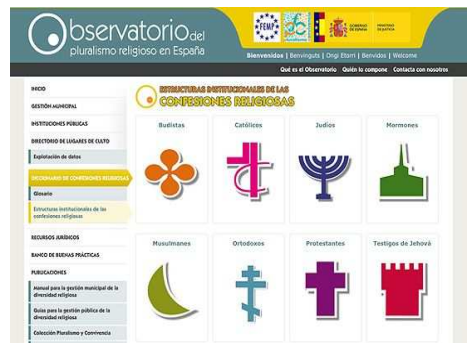 Observatorio del
pluralismo religioso en España
FEMP
GOBIERNO
DE ESPAÑA
MINISTERIO
DE JUSTICIA
Bienvenidos | Benvinguts | Ongi Etorri | Benvidos | Welcome
Qué es el Observatorio Quién lo compone Contacta con nosotros
INICIO
GESTIÓN MUNICIPAL
INSTITUCIONES PÚBLICAS
DIRECTORIO DE LUGARES DE CULTO
Explotación de datos
DICCIONARIO DE CONFESIONES RELIGIOSAS
Glosario
Estructuras institucionales de las
confesiones religiosas
RECURSOS JURÍDICOS
BANCO DE BUENAS PRÁCTICAS
PUBLICACIONES
Manual para la gestión municipal de la
diversidad religiosa
Guías para la gestión pública de la
diversidad religiosa
Colección Pluralismo y Convivencia
ESTRUCTURAS INSTITUCIONALES DE LAS
CONFESIONES RELIGIOSAS
Budistas
Católicos
Judíos
Mormones
Musulmanes
Ortodoxos
Protestantes
Testigos de Jehová